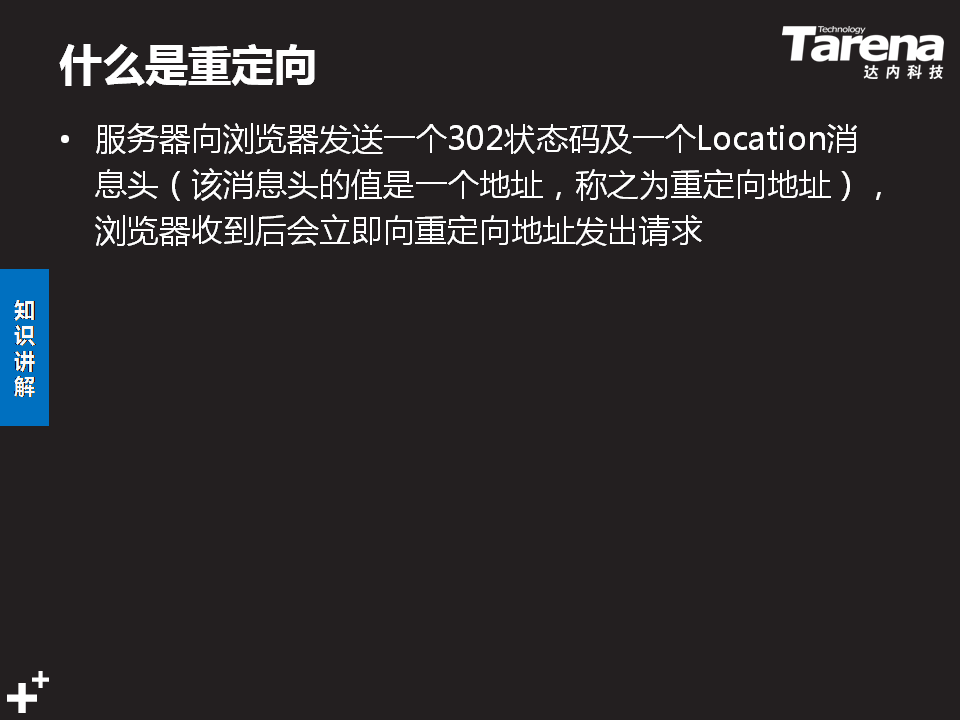 什么是重定向
Technology
Tarena
达内科技
• 服务器向浏览器发送一个302状态码及一个Location消
息头（该消息头的值是一个地址，称之为重定向地址），
浏览器收到后会立即向重定向地址发出请求
知
识
讲
解